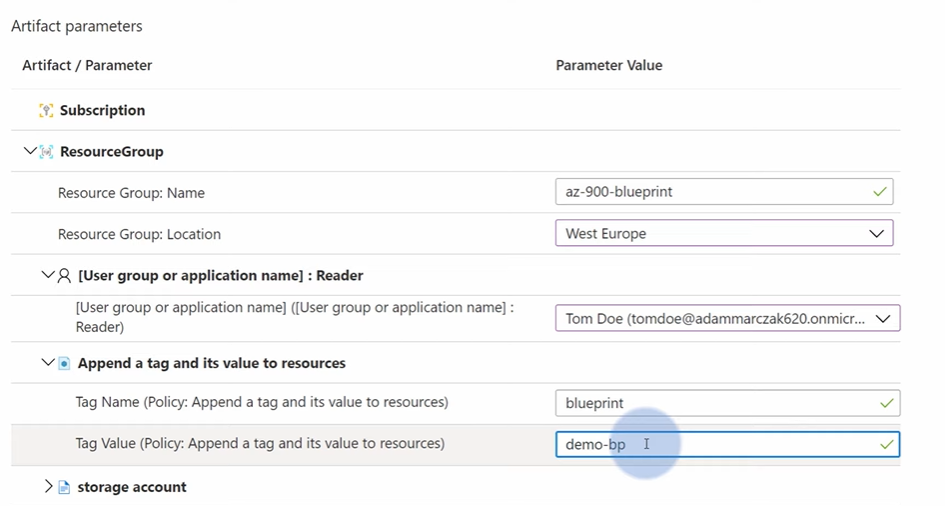 Artifact parameters
Artifact / Parameter Parameter Value
Subscription
ResourceGroup
Resource Group: Name az-900-blueprint
Resource Group: Location West Europe
[User group or application name] : Reader
[User group or application name] ([User group or application name] :
Reader) Tom Doe (tomdoe@adammarczak620.onmicr...
Append a tag and its value to resources
Tag Name (Policy: Append a tag and its value to resources) blueprint
Tag Value (Policy: Append a tag and its value to resources) demo-bp
storage account